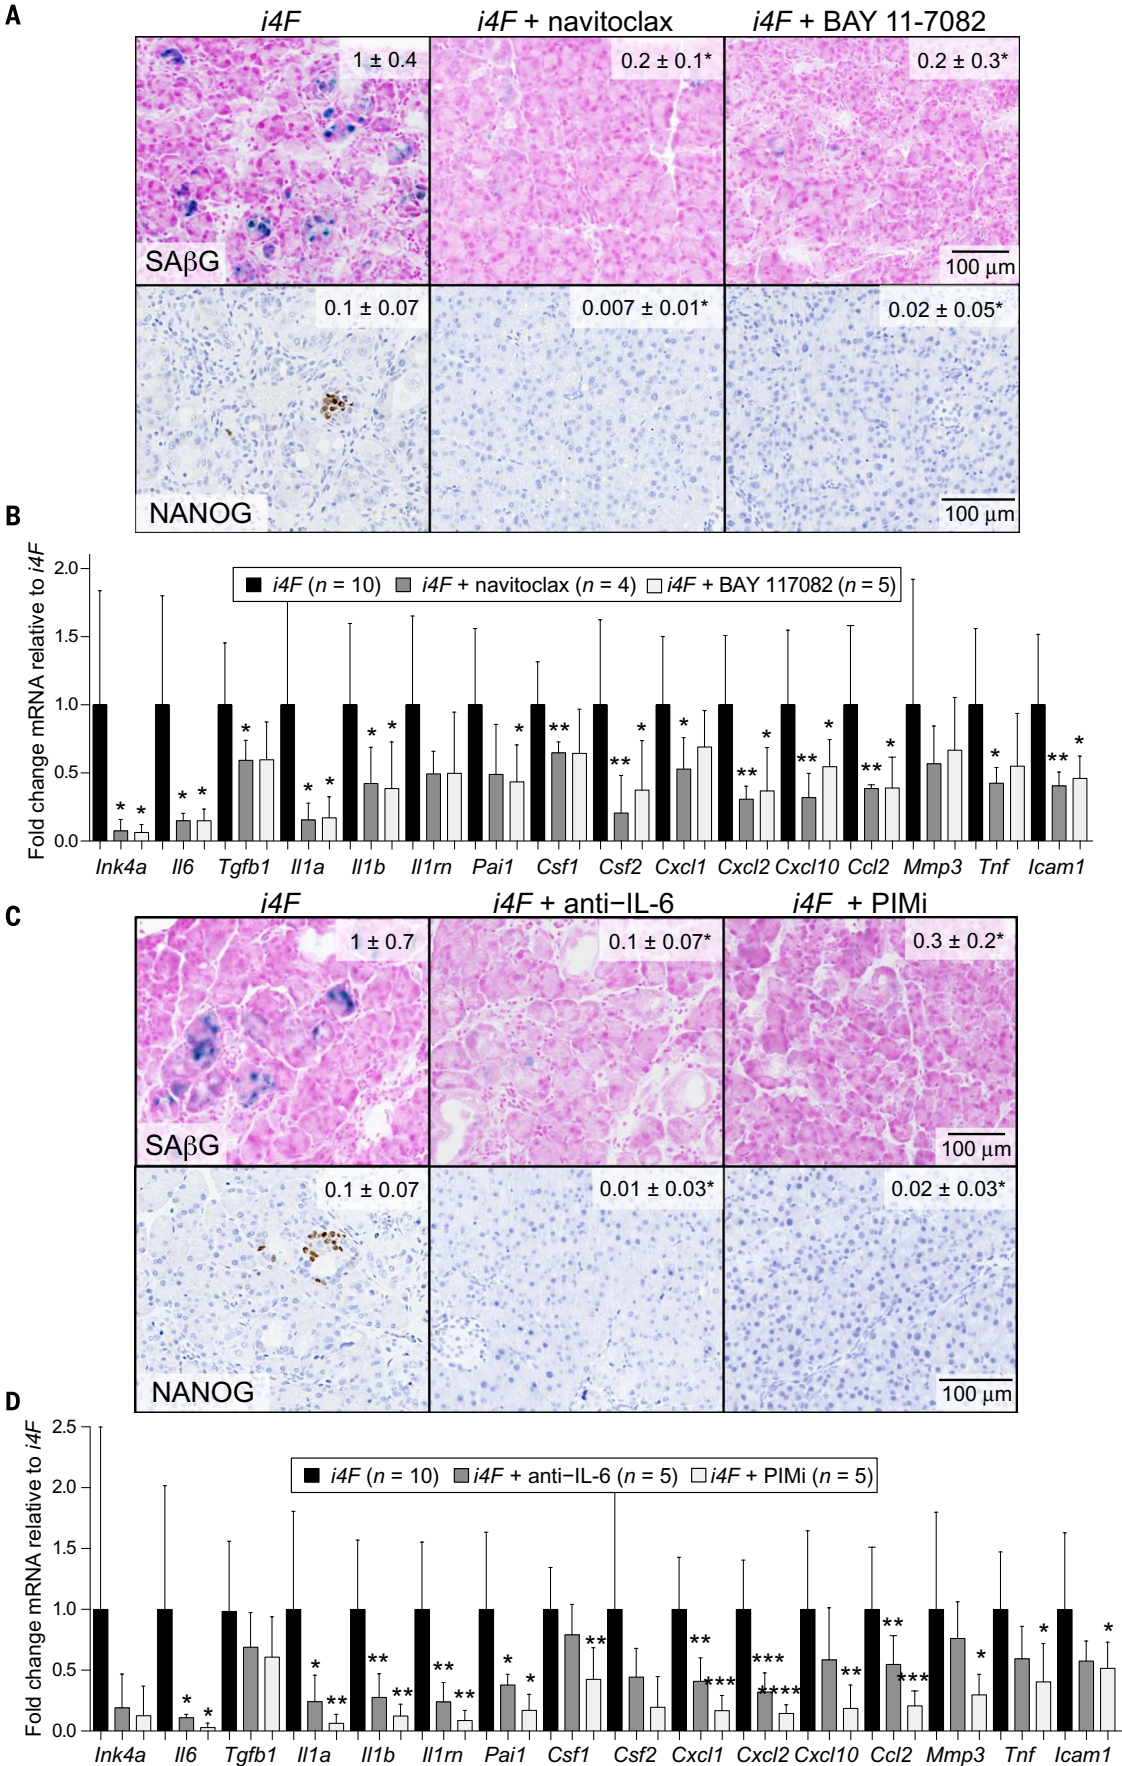 A
i4F
i4F + navitoclax
i4F + BAY 11-7082
1 ± 0.4
0.2 ± 0.1*
0.2 ± 0.3*
SAβG
100 μm
0.1 ± 0.07
0.007 ± 0.01*
0.02 ± 0.05*
NANOG
100 μm
B
Fold change mRNA relative to i4F
2.0
1.5
1.0
0.5
0.0
i4F (n = 10)
i4F + navitoclax (n = 4)
i4F + BAY 117082 (n = 5)
* * * * * * * * * * ** ** * * ** * ** * ** * * ** *
Ink4a Il6 Tgfb1 Il1a Il1b Il1rn Pai1 Csf1 Csf2 Cxcl1 Cxcl2 Cxcl10 Ccl2 Mmp3 Tnf Icam1
C
i4F
i4F + anti−IL-6
i4F + PIMi
1 ± 0.7
0.1 ± 0.07*
0.3 ± 0.2*
SAβG
100 μm
0.1 ± 0.07
0.01 ± 0.03*
0.02 ± 0.03*
NANOG
100 μm
D
Fold change mRNA relative to i4F
2.5
2.0
1.5
1.0
0.5
0.0
i4F (n = 10)
i4F + anti−IL-6 (n = 5)
i4F + PIMi (n = 5)
* * * ** ** ** ** ** * * ** ** *** *** **** ** ** *** * * *
Ink4a Il6 Tgfb1 Il1a Il1b Il1rn Pai1 Csf1 Csf2 Cxcl1 Cxcl2 Cxcl10 Ccl2 Mmp3 Tnf Icam1